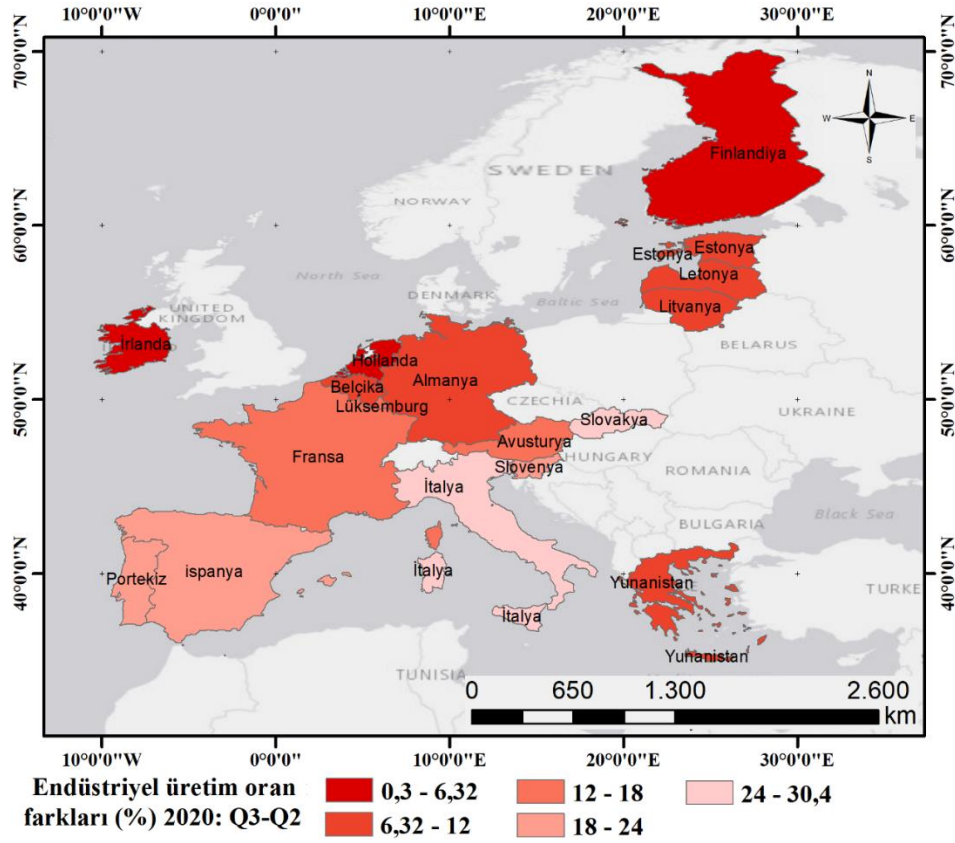 10°0'0"W 0°0'0" 10°0'0"E 20°0'0"E 30°0'0"E
70°0'0"N 70°0'0"N
N
W E
S
Finlandiya
SWEDEN
NORWAY
60°0'0"N 60°0'0"N
Estonya Estonya
North Sea
Letonya
DENMARK
Baltic Sea
Litvanya
UNITED
KINGDOM
İrlanda
BELARUS
Hollanda
Almanya
Belçika
Lüksemburg
CZECHIA
50°0'0"N 50°0'0"N
Slovakya
UKRAINE
Avusturya
Fransa
HUNGARY
Slovenya
ROMANIA
İtalya
Black Sea
BULGARIA
40°0'0"N 40°0'0"N
Portekiz
ispanya
İtalya
Yunanistan
TURKE
İtalya
Yunanistan
TUNISIA
0 650 1.300 2.600
km
10°0'0"W 0°0'0" 10°0'0"E 20°0'0"E 30°0'0"E
Endüstriyel üretim oran
farkları (%) 2020: Q3-Q2
0,3 - 6,32
6,32 - 12
12 - 18
18 - 24
24 - 30,4